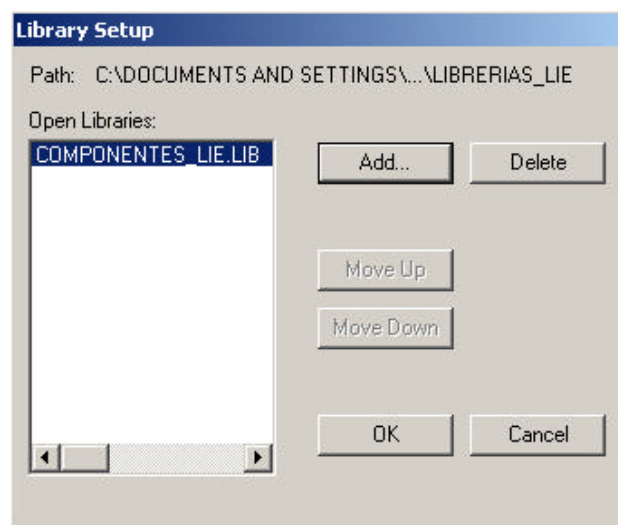 Library Setup
Path: C:\DOCUMENTS AND SETTINGS\...\LIBRERIAS_LIE
Open Libraries:
COMPONENTES_LIE.LIB
Add...
Delete
Move Up
Move Down
OK
Cancel